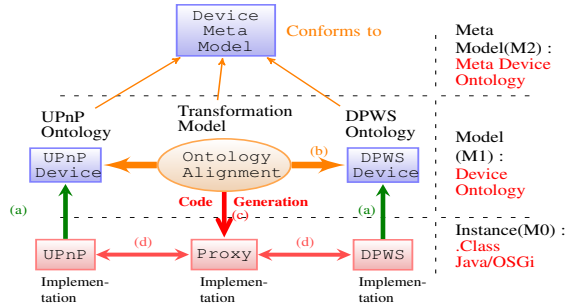 Device
Meta
Model
Conforms to
Meta
Model(M2) :
Meta Device
Ontology
UPnP
Ontology
Transformation
Model
DPWS
Ontology
UPnP
Device
Ontology
Alignment
(b)
DPWS
Device
Model
(M1) :
Device
Ontology
(a)
Code Generation
(c)
(a)
UPnP
(d)
Proxy
(d)
DPWS
Instance(M0) :
.Class
Java/OSGi
Implemen-
tation
Implemen-
tation
Implemen-
tation